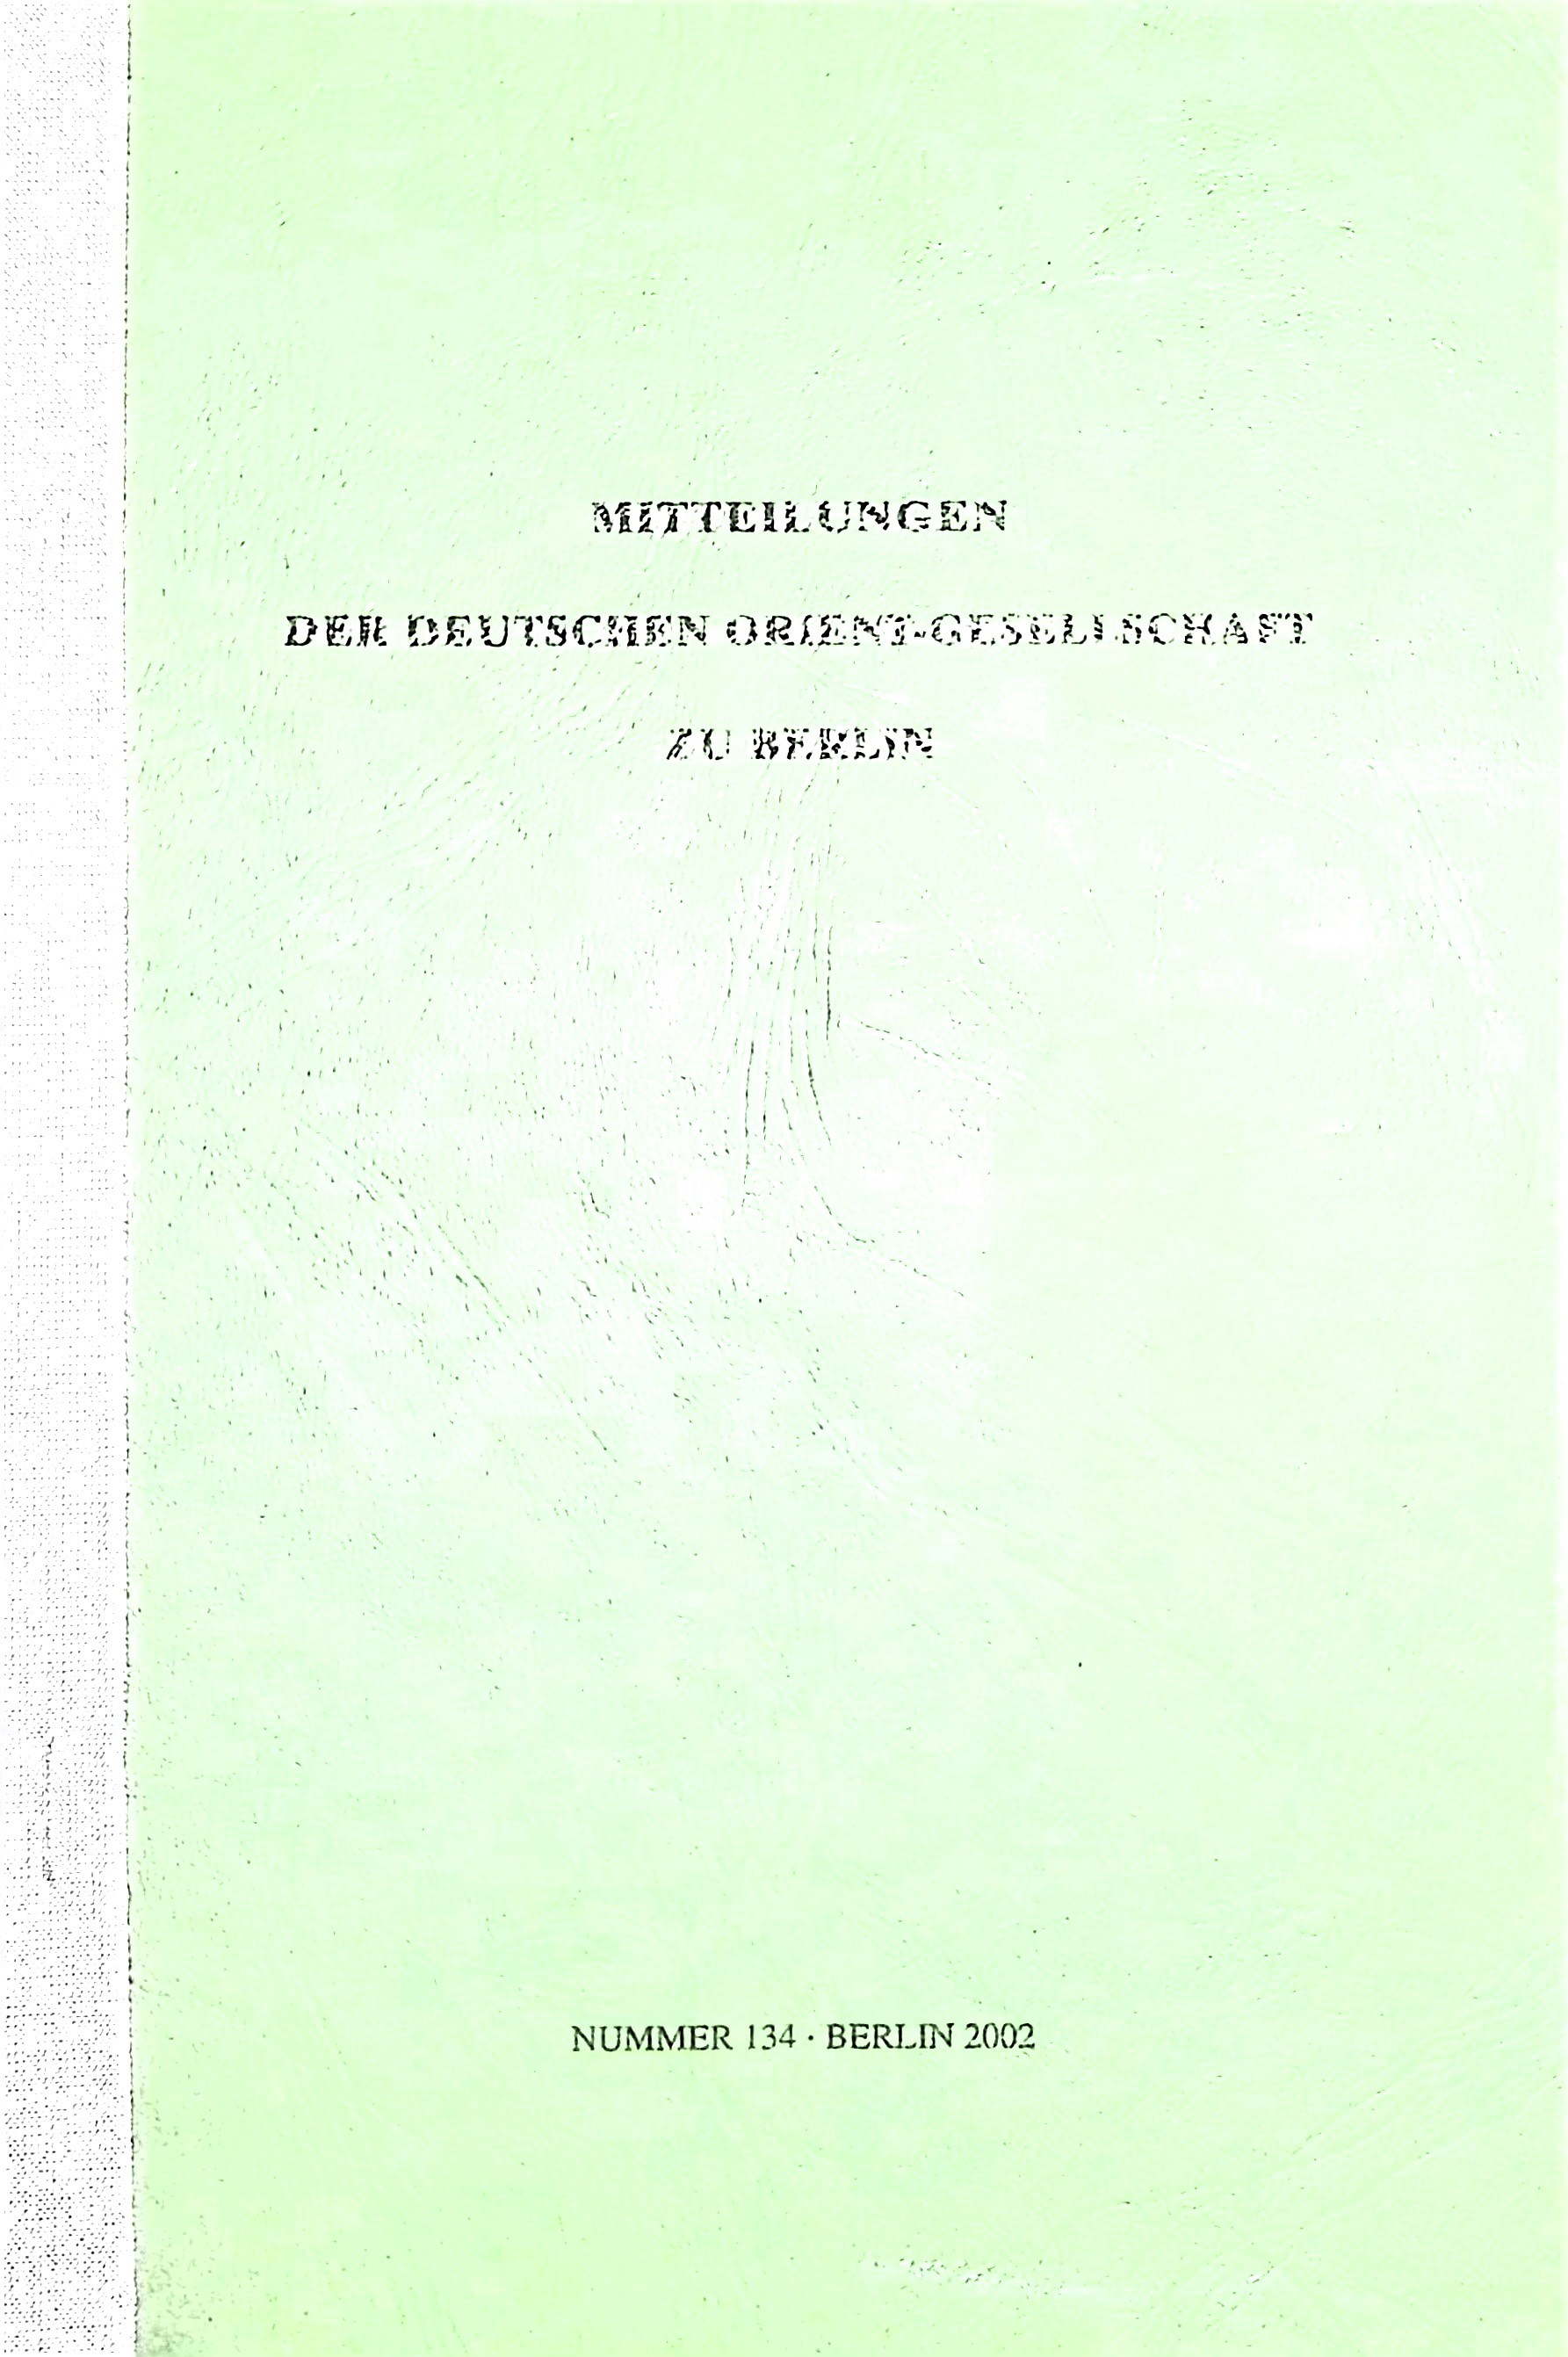 MITTEILUNGEN
DER DEUTSCHEN ORIENT-GESELLSCHAFT
ZU BERLIN
NUMMER 134 · BERLIN 2002